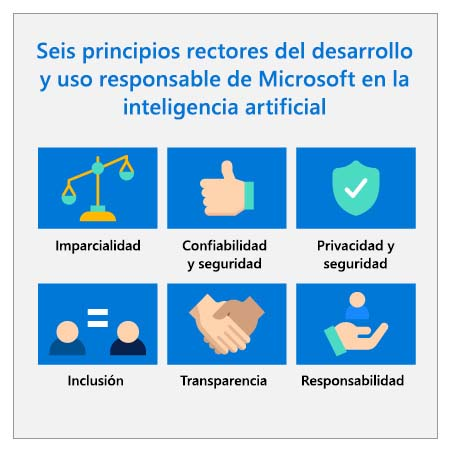 Seis principios rectores del desarrollo
y uso responsable de Microsoft en la
inteligencia artificial
Imparcialidad
Confiabilidad
y seguridad
Privacidad y
seguridad
Inclusión
Transparencia
Responsabilidad